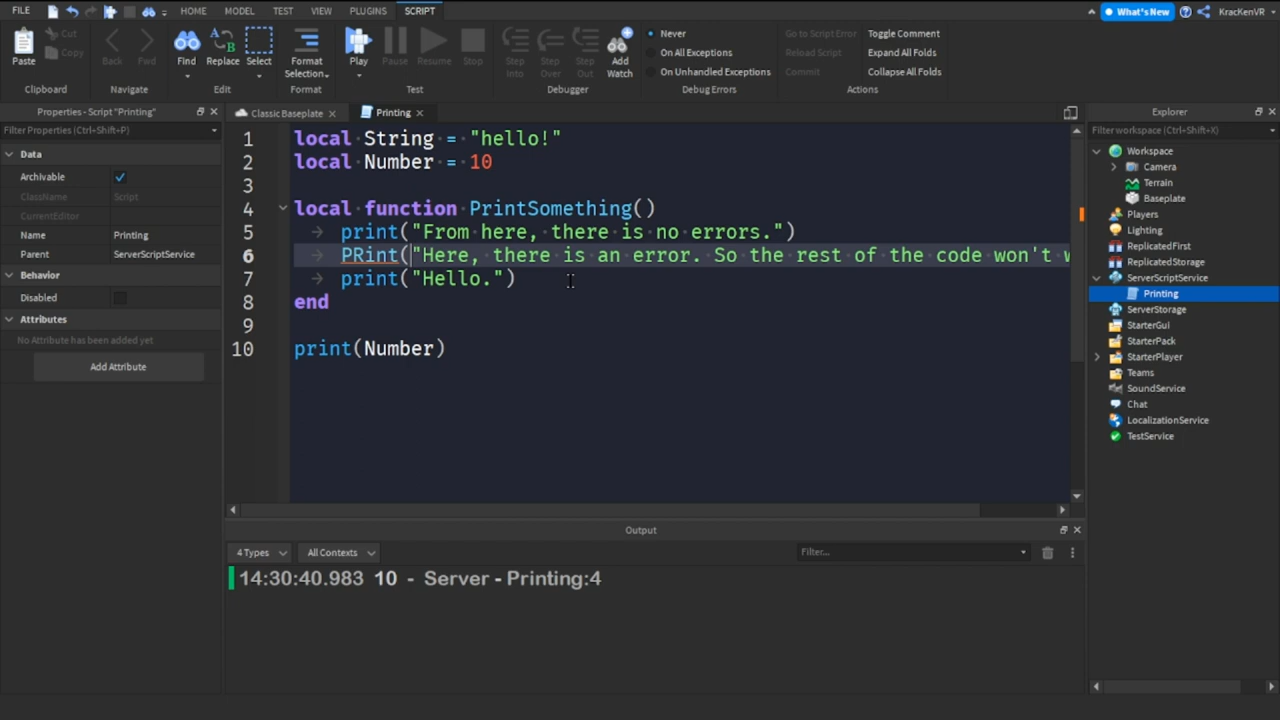 FILE HOME MODEL TEST VIEW PLUGINS SCRIPT What's New KracKenVR
Paste Cut Copy Back Fwd Find Replace Select Format Selection Play Pause Resume Stop Step Into Step Over Step Out Add Watch Never On All Exceptions On Unhandled Exceptions Go to Script Error Reload Script Commit Toggle Comment Expand All Folds Collapse All Folds
Clipboard Navigate Edit Format Test Debugger Debug Errors Actions
Properties - Script "Printing"
Filter Properties (Ctrl+Shift+P)
Data
Archivable
ClassName Script
CurrentEditor
Name Printing
Parent ServerScriptService
Behavior
Disabled
Attributes
No Attribute has been added yet
Add Attribute
Classic Baseplate Printing
1 local String = "hello!"
2 local Number = 10
3
4 local function PrintSomething()
5 print("From here, there is no errors.")
6 PRint("Here, there is an error. So the rest of the code won't
7 print("Hello.")
8 end
9
10 print(Number)
Output
4 Types All Contexts Filter...
14:30:40.983 10 - Server - Printing:4
Explorer
Filter workspace (Ctrl+Shift+X)
Workspace
Camera
Terrain
Baseplate
Players
Lighting
ReplicatedFirst
ReplicatedStorage
ServerScriptService
Printing
ServerStorage
StarterGui
StarterPack
StarterPlayer
Teams
SoundService
Chat
LocalizationService
TestService